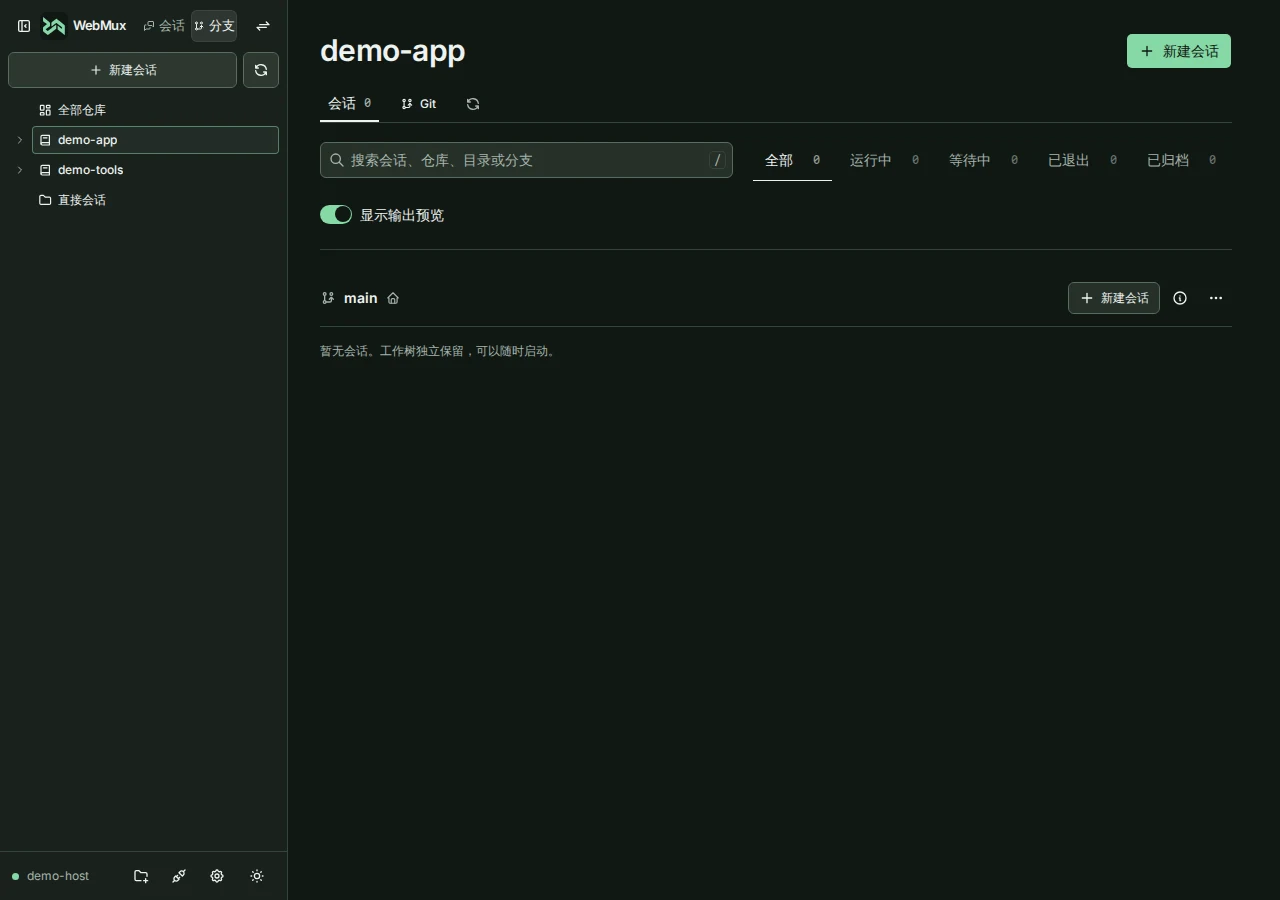 WebMux 会话 分支
新建会话
全部仓库
demo-app
demo-tools
直接会话
demo-host
demo-app
新建会话
会话 0 Git
搜索会话、仓库、目录或分支 /
全部 0 运行中 0 等待中 0 已退出 0 已归档 0
显示输出预览
main
新建会话
暂无会话。工作树独立保留，可以随时启动。